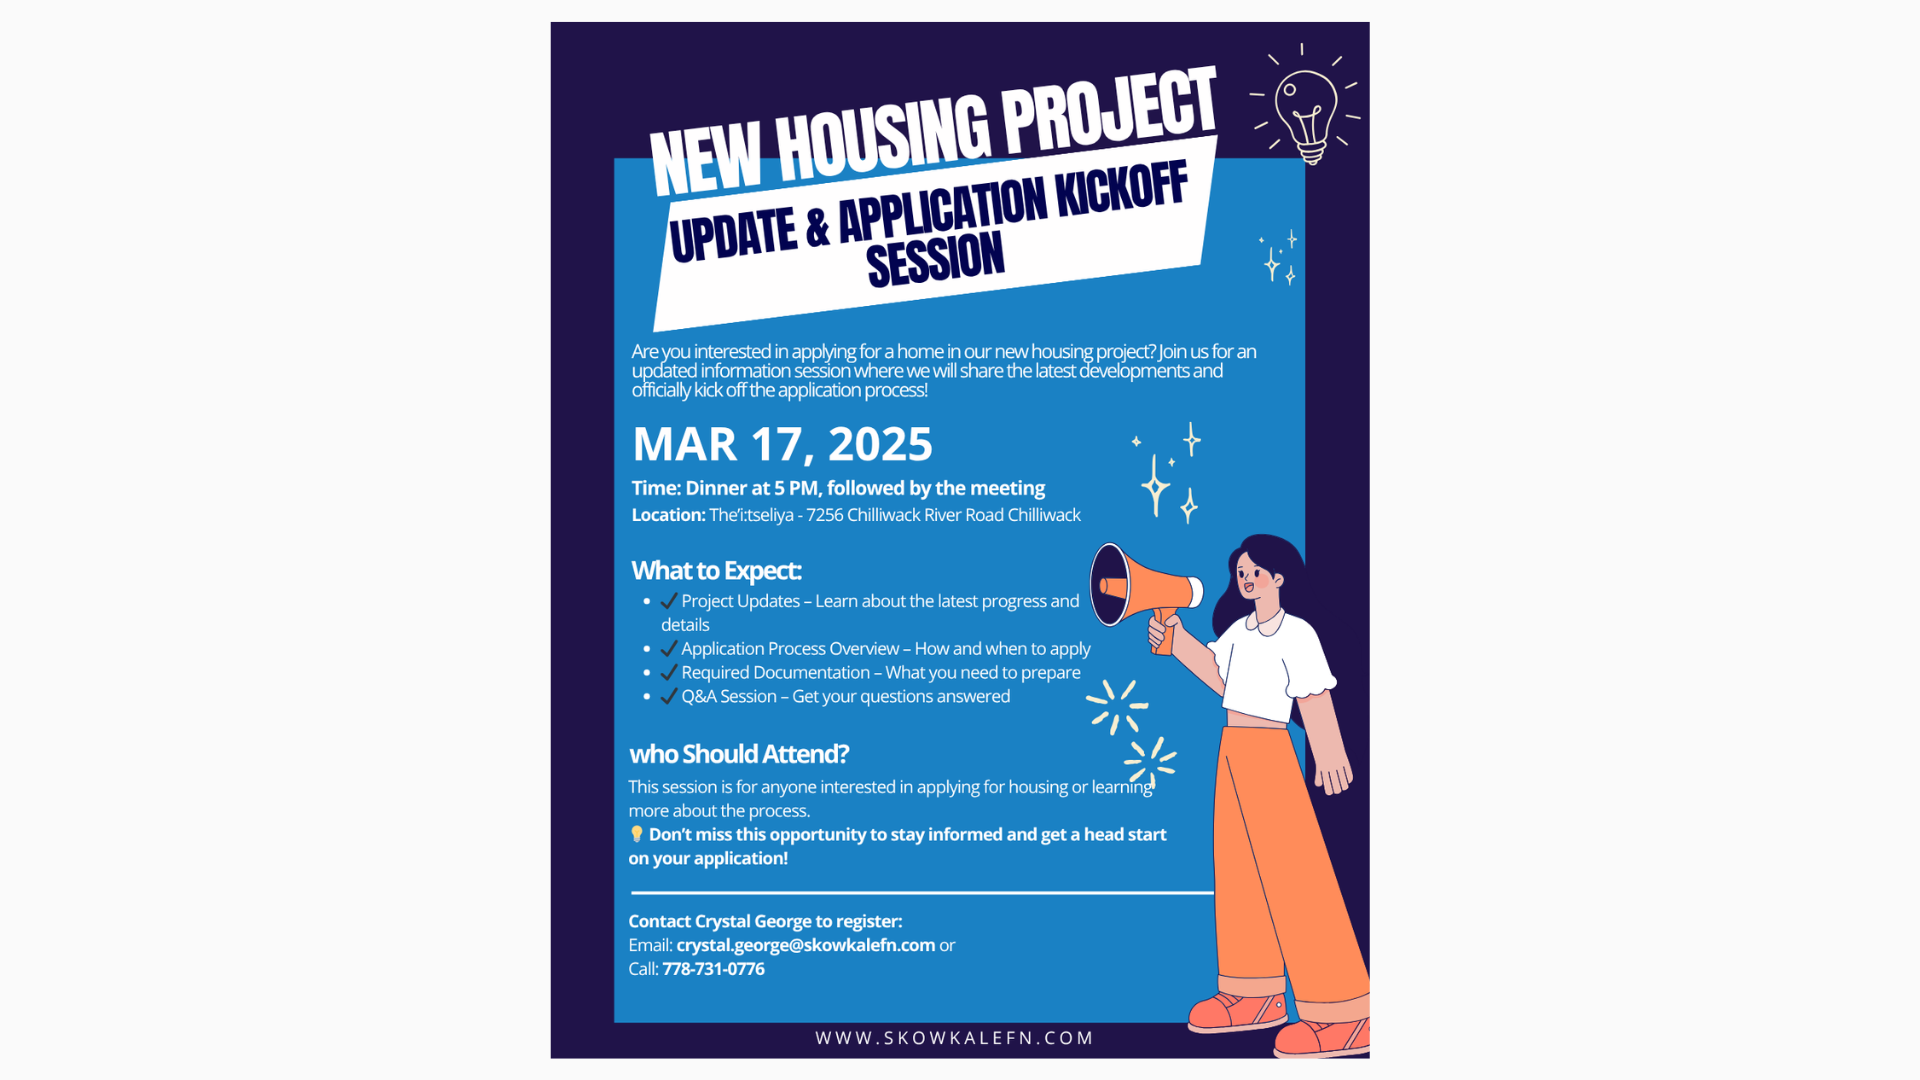 NEW HOUSING PROJECT
UPDATE & APPLICATION KICKOFF
SESSION
Are you interested in applying for a home in our new housing project? Join us for an
updated information session where we will share the latest developments and
officially kick off the application process!
MAR 17, 2025
Time: Dinner at 5 PM, followed by the meeting
Location: The’i:tseliya - 7256 Chilliwack River Road Chilliwack
What to Expect:
• ✔ Project Updates – Learn about the latest progress and
details
• ✔ Application Process Overview – How and when to apply
• ✔ Required Documentation – What you need to prepare
• ✔ Q&A Session – Get your questions answered
who Should Attend?
This session is for anyone interested in applying for housing or learning
more about the process.
💡 Don’t miss this opportunity to stay informed and get a head start
on your application!
Contact Crystal George to register:
Email: crystal.george@skowkalefn.com or
Call: 778-731-0776
WWW.SKOWKALEFN.COM